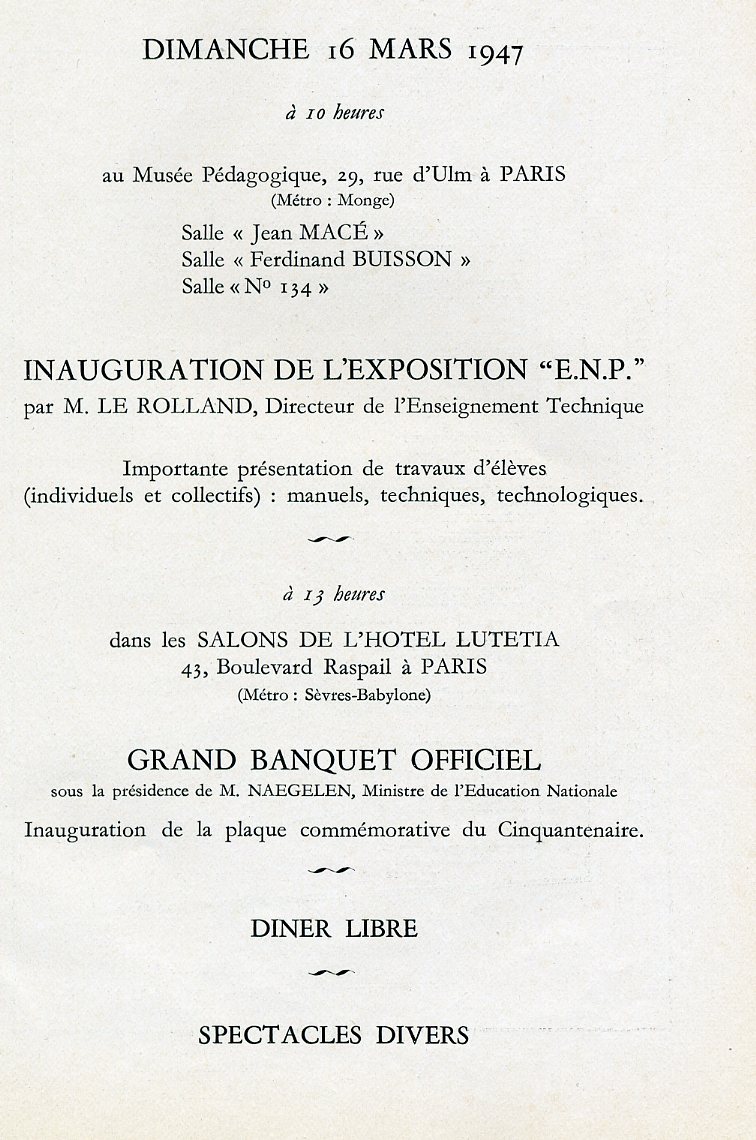 DIMANCHE 16 MARS 1947
à 10 heures
au Musée Pédagogique, 29, rue d'Ulm à PARIS
(Métro : Monge)
Salle « Jean MACÉ »
Salle « Ferdinand BUISSON »
Salle « Nº 134 »
INAUGURATION DE L'EXPOSITION “E.N.P.”
par M. LE ROLLAND, Directeur de l'Enseignement Technique
Importante présentation de travaux d'élèves
(individuels et collectifs) : manuels, techniques, technologiques.
à 13 heures
dans les SALONS DE L'HOTEL LUTETIA
43, Boulevard Raspail à PARIS
(Métro : Sèvres-Babylone)
GRAND BANQUET OFFICIEL
sous la présidence de M. NAEGELEN, Ministre de l'Education Nationale
Inauguration de la plaque commémorative du Cinquantenaire.
DINER LIBRE
SPECTACLES DIVERS